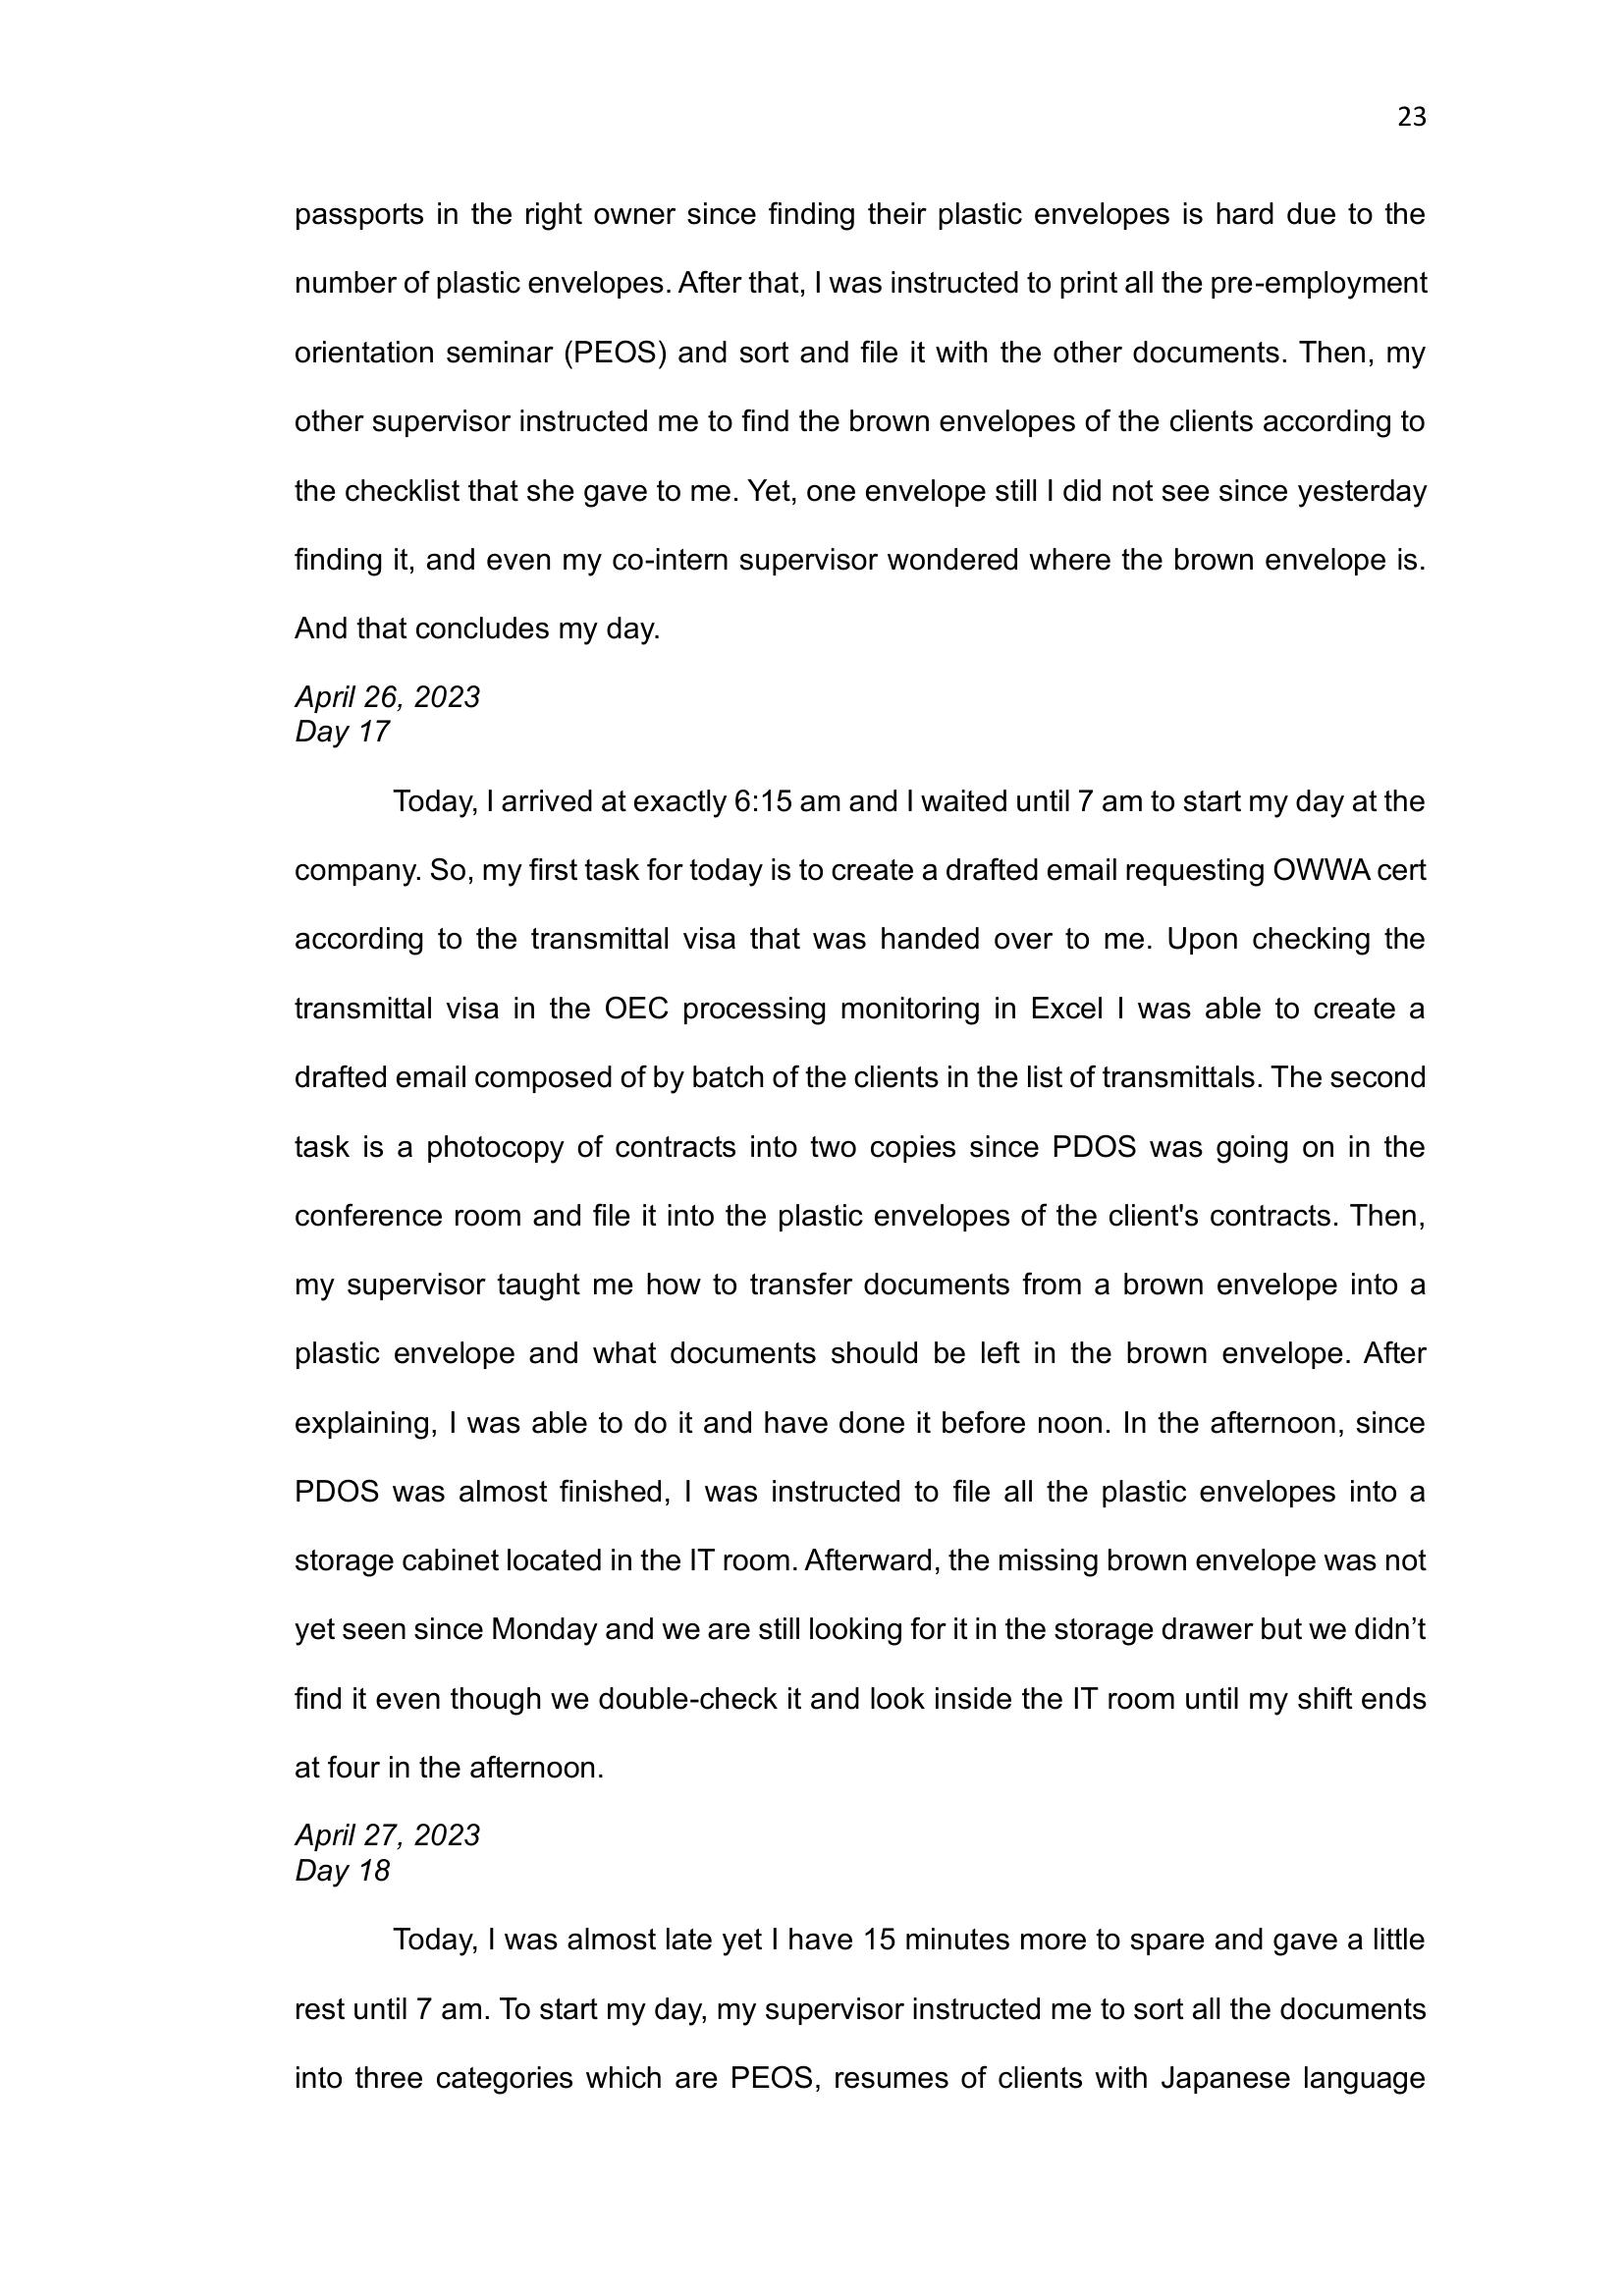 23
passports in the right owner since finding their plastic envelopes is hard due to the
number of plastic envelopes. After that, I was instructed to print all the pre-employment
orientation seminar (PEOS) and sort and file it with the other documents. Then, my
other supervisor instructed me to find the brown envelopes of the clients according to
the checklist that she gave to me. Yet, one envelope still I did not see since yesterday
finding it, and even my co-intern supervisor wondered where the brown envelope is.
And that concludes my day.
April 26, 2023
Day 17
Today, I arrived at exactly 6:15 am and I waited until 7 am to start my day at the
company. So, my first task for today is to create a drafted email requesting OWWA cert
according to the transmittal visa that was handed over to me. Upon checking the
transmittal visa in the OEC processing monitoring in Excel I was able to create a
drafted email composed of by batch of the clients in the list of transmittals. The second
task is a photocopy of contracts into two copies since PDOS was going on in the
conference room and file it into the plastic envelopes of the client's contracts. Then,
my supervisor taught me how to transfer documents from a brown envelope into a
plastic envelope and what documents should be left in the brown envelope. After
explaining, I was able to do it and have done it before noon. In the afternoon, since
PDOS was almost finished, I was instructed to file all the plastic envelopes into a
storage cabinet located in the IT room. Afterward, the missing brown envelope was not
yet seen since Monday and we are still looking for it in the storage drawer but we didn’t
find it even though we double-check it and look inside the IT room until my shift ends
at four in the afternoon.
April 27, 2023
Day 18
Today, I was almost late yet I have 15 minutes more to spare and gave a little
rest until 7 am. To start my day, my supervisor instructed me to sort all the documents
into three categories which are PEOS, resumes of clients with Japanese language